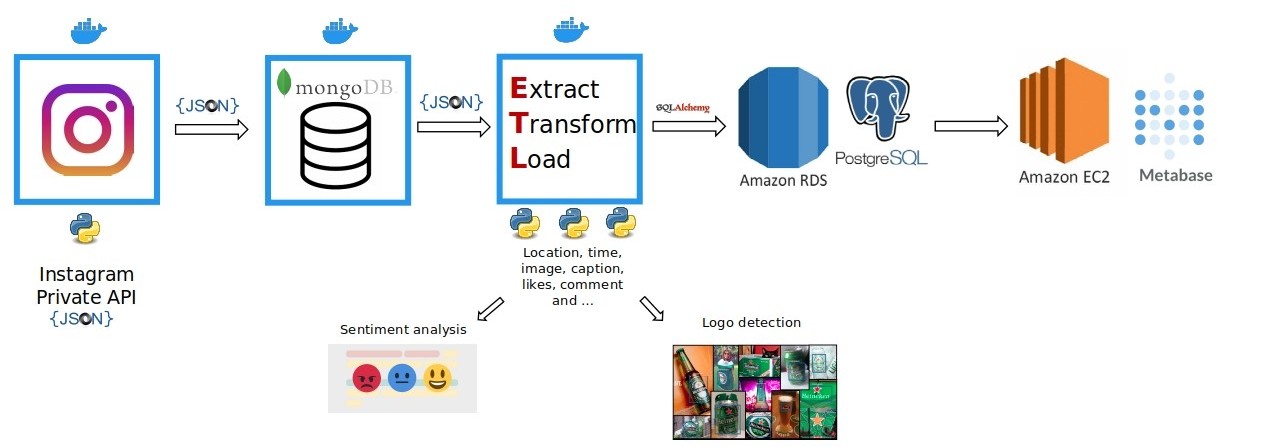 {JSON}
mongoDB
{JSON}
Extract
Transform
Load
SQLAlchemy
Amazon RDS
PostgreSQL
Amazon EC2
Metabase
Instagram
Private API
{JSON}
Location, time,
image, caption,
likes, comment
and ...
Sentiment analysis
Logo detection
Heineken